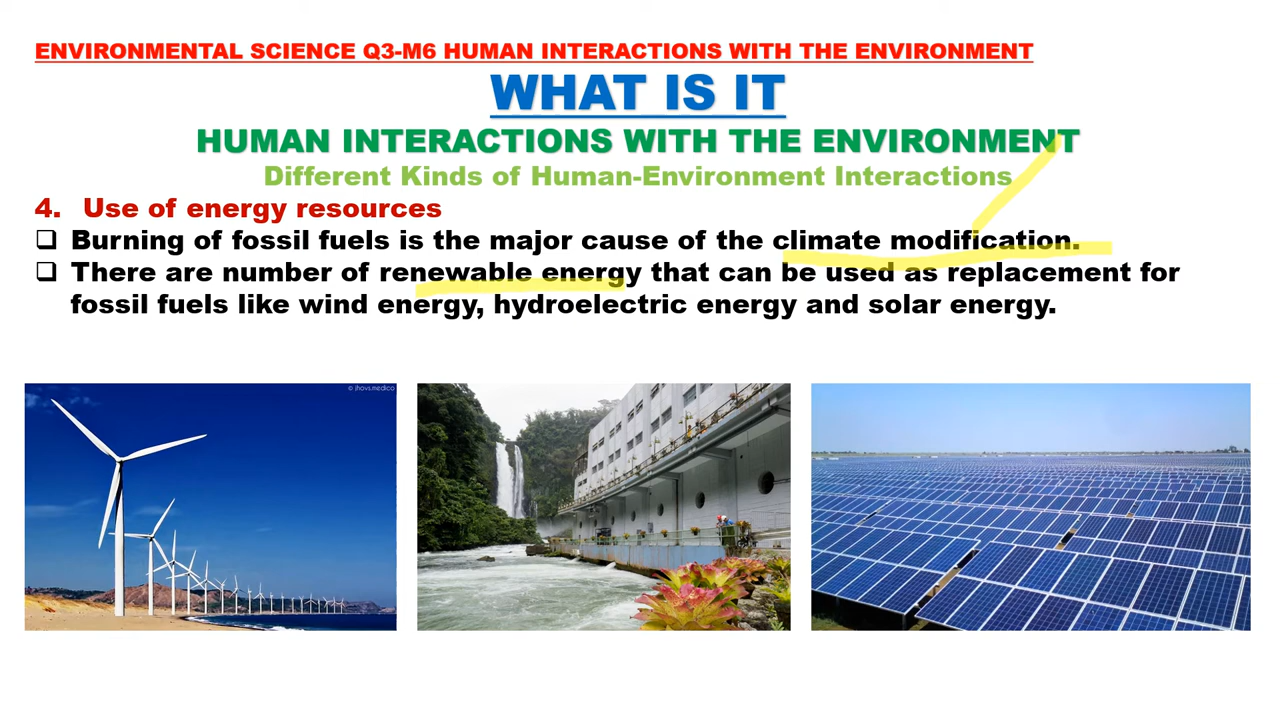 ENVIRONMENTAL SCIENCE Q3-M6 HUMAN INTERACTIONS WITH THE ENVIRONMENT
WHAT IS IT
HUMAN INTERACTIONS WITH THE ENVIRONMENT
Different Kinds of Human-Environment Interactions
4. Use of energy resources
❑ Burning of fossil fuels is the major cause of the climate modification.
❑ There are number of renewable energy that can be used as replacement for
fossil fuels like wind energy, hydroelectric energy and solar energy.
© jhovs.medico